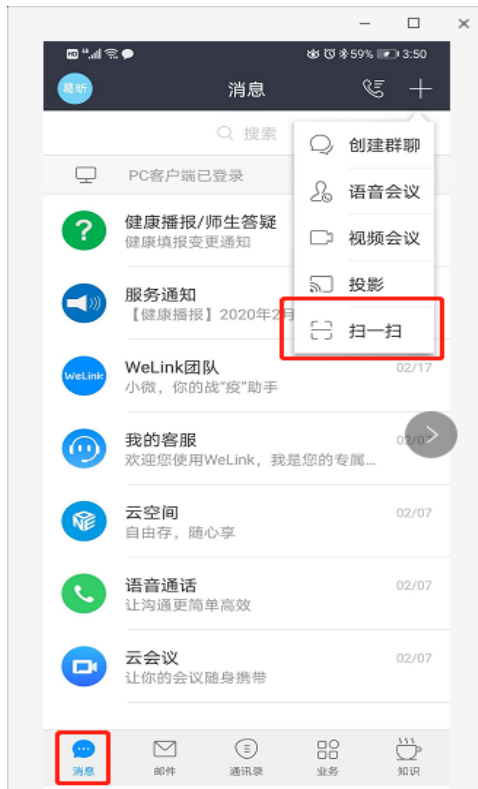 HD 4G 59% 3:50
葛昕
消息
搜索
创建群聊
PC客户端已登录
语音会议
健康播报/师生答疑
健康填报变更通知
视频会议
投影
服务通知
【健康播报】2020年2月
扫一扫
WeLink
WeLink团队
02/17
小微，你的战“疫”助手
我的客服
02/07
欢迎您使用WeLink，我是您的专属...
云空间
02/07
自由存，随心享
语音通话
02/07
让沟通更简单高效
云会议
02/07
让你的会议随身携带
消息
邮件
通讯录
业务
知识